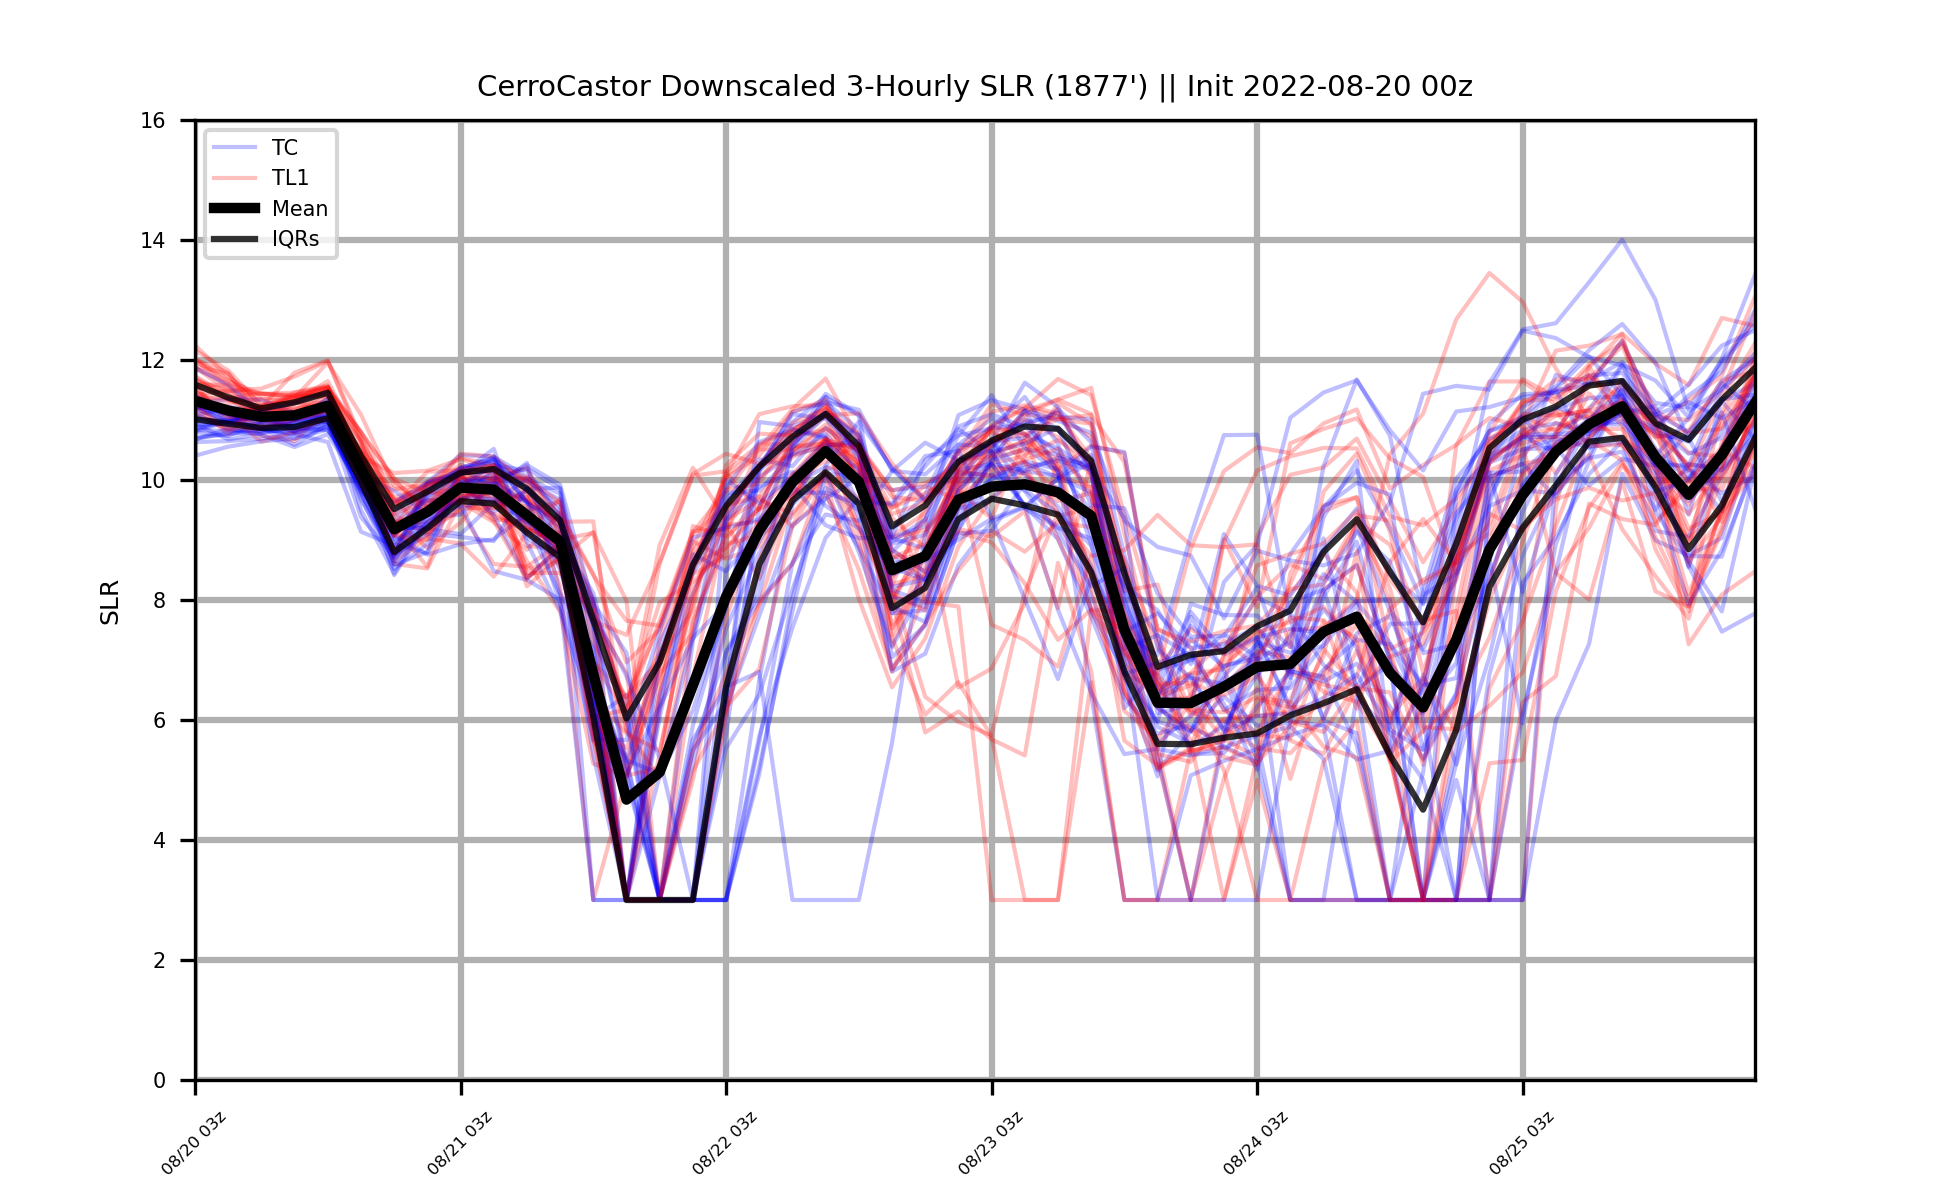 CerroCastor Downscaled 3-Hourly SLR (1877') || Init 2022-08-20 00z
SLR
16
14
12
10
8
6
4
2
0
TC
TL1
Mean
IQRs
08/20 03z
08/21 03z
08/22 03z
08/23 03z
08/24 03z
08/25 03z